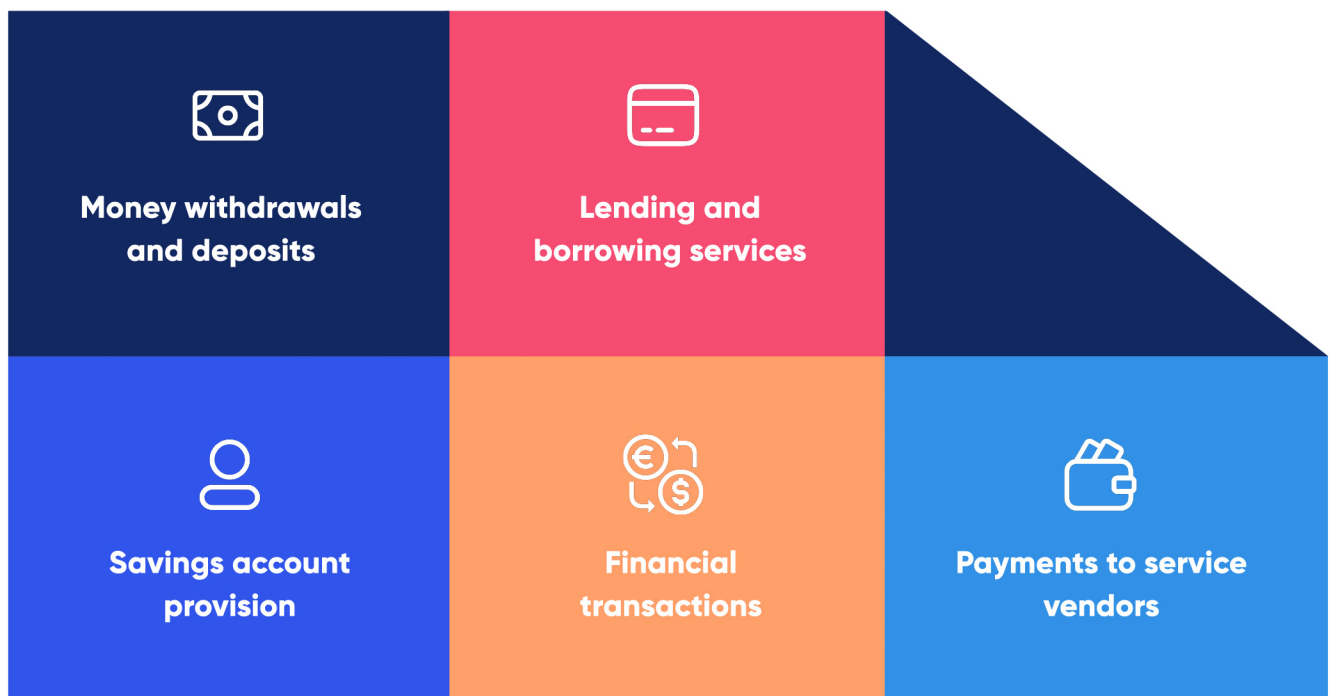 Money withdrawals
and deposits
Lending and
borrowing services
Savings account
provision
Financial
transactions
Payments to service
vendors